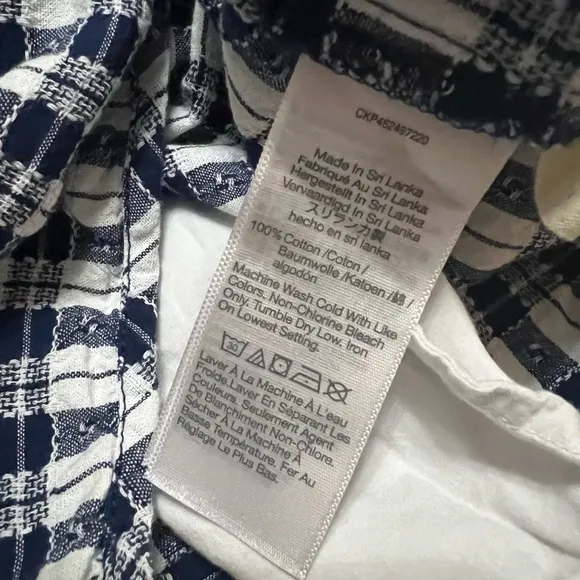 CKP462497220
Made In Sri Lanka
Fabriqué Au Sri Lanka
Hergestellt In Sri Lanka
Vervaardigd In Sri Lanka
スリランカ製
hecho en sri lanka
100% Cotton /Coton /
Baumwolle /Katoen /綿 /
algodón
Machine Wash Cold With Like
Colors. Non-Chlorine Bleach
Only. Tumble Dry Low. Iron
On Lowest Setting.
30
Laver À La Machine À L'eau
Froide.Laver En Séparant Les
Couleurs. Seulement Agent
De Blanchiment Non-Chlore.
Sécher À La Machine À
Basse Température. Fer Au
Réglage Le Plus Bas.